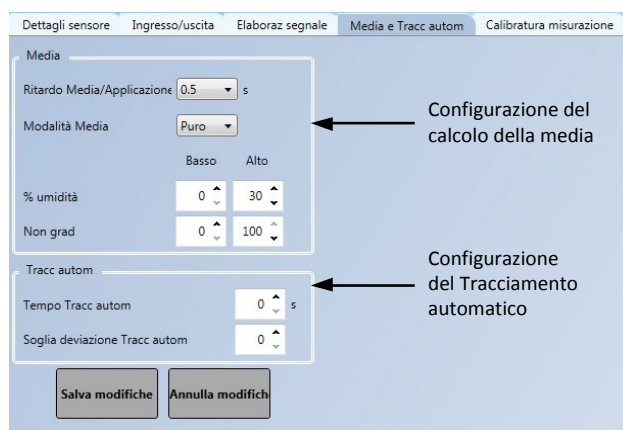 Dettagli sensore Ingresso/uscita Elaboraz segnale Media e Tracc autom Calibratura misurazione
Media
Ritardo Media/Applicazione 0.5 s
Modalità Media Puro
Basso Alto
% umidità 0 30
Non grad 0 100
Configurazione del
calcolo della media
Tracc autom
Tempo Tracc autom 0 s
Soglia deviazione Tracc autom 0
Configurazione
del Tracciamento
automatico
Salva modifiche Annulla modifich